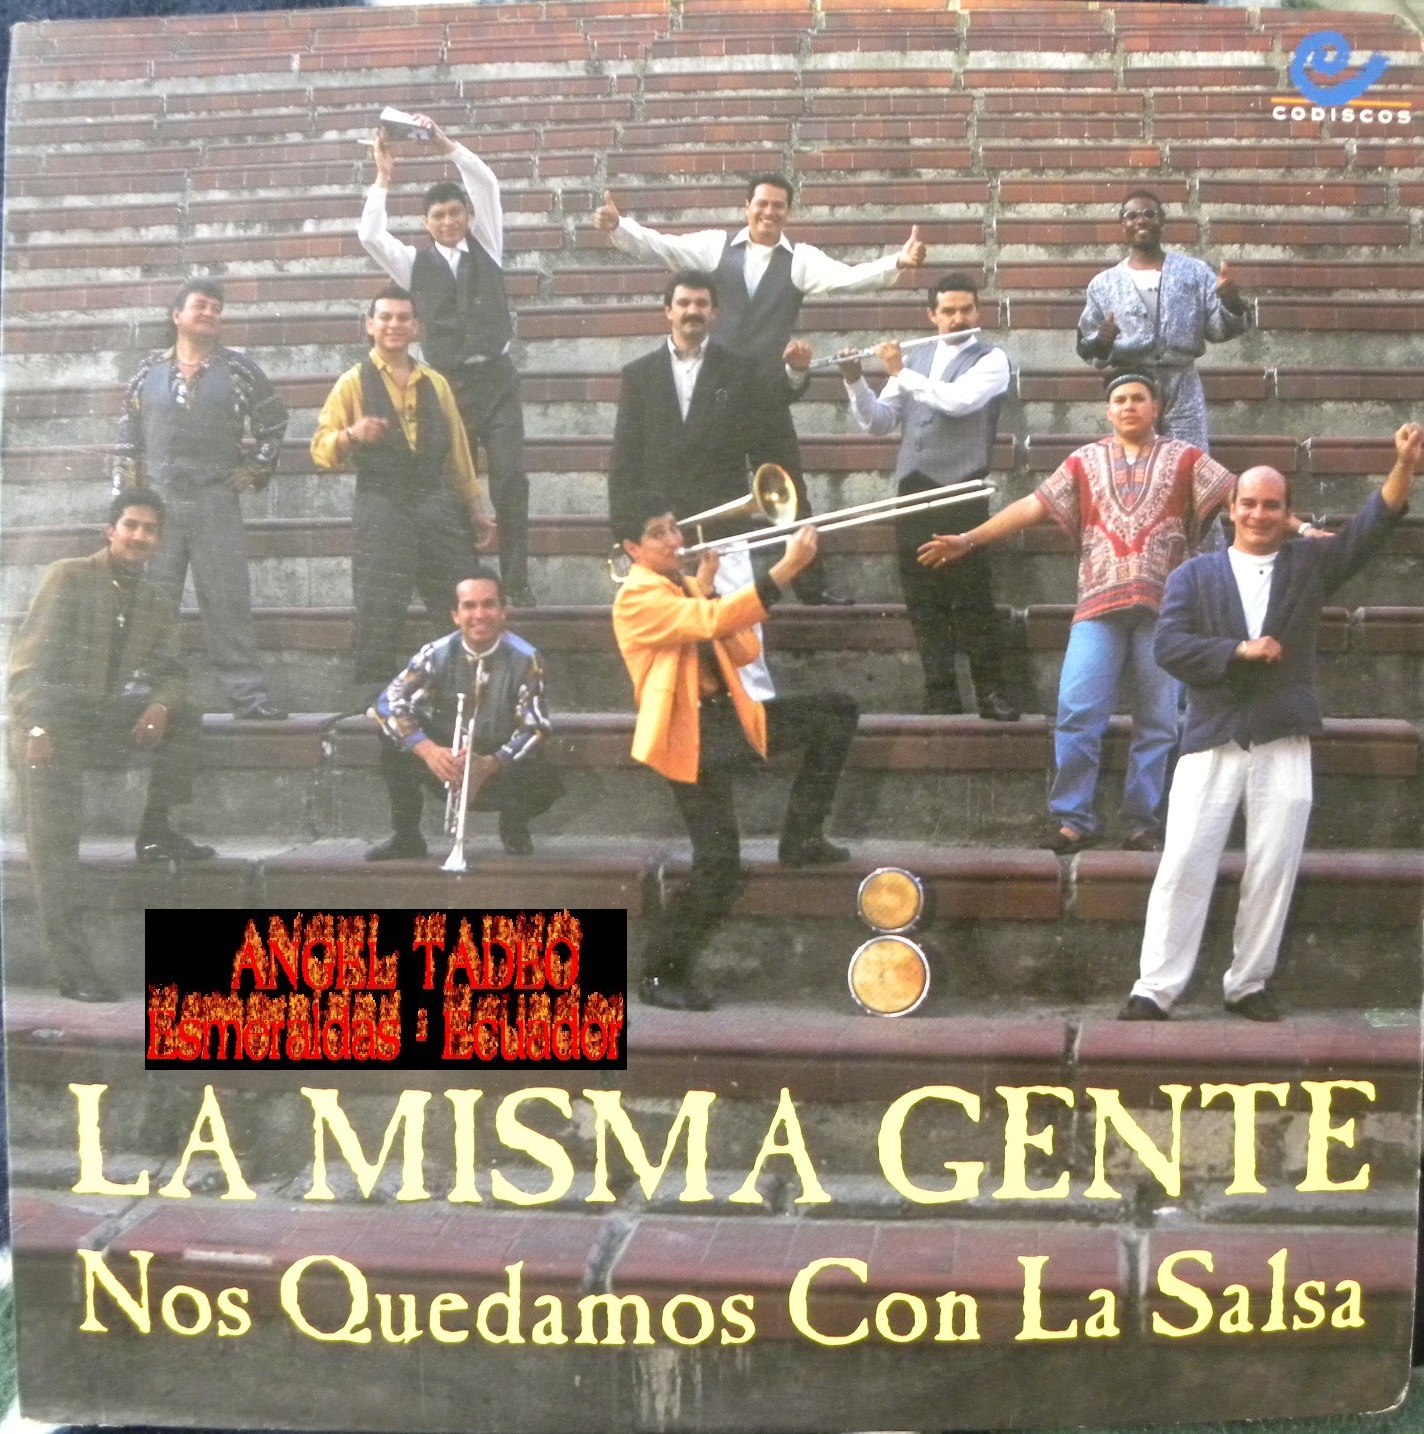 CODISCOS
ANGEL TADEO
Esmeraldas - Ecuador
LA MISMA GENTE
Nos Quedamos Con La Salsa